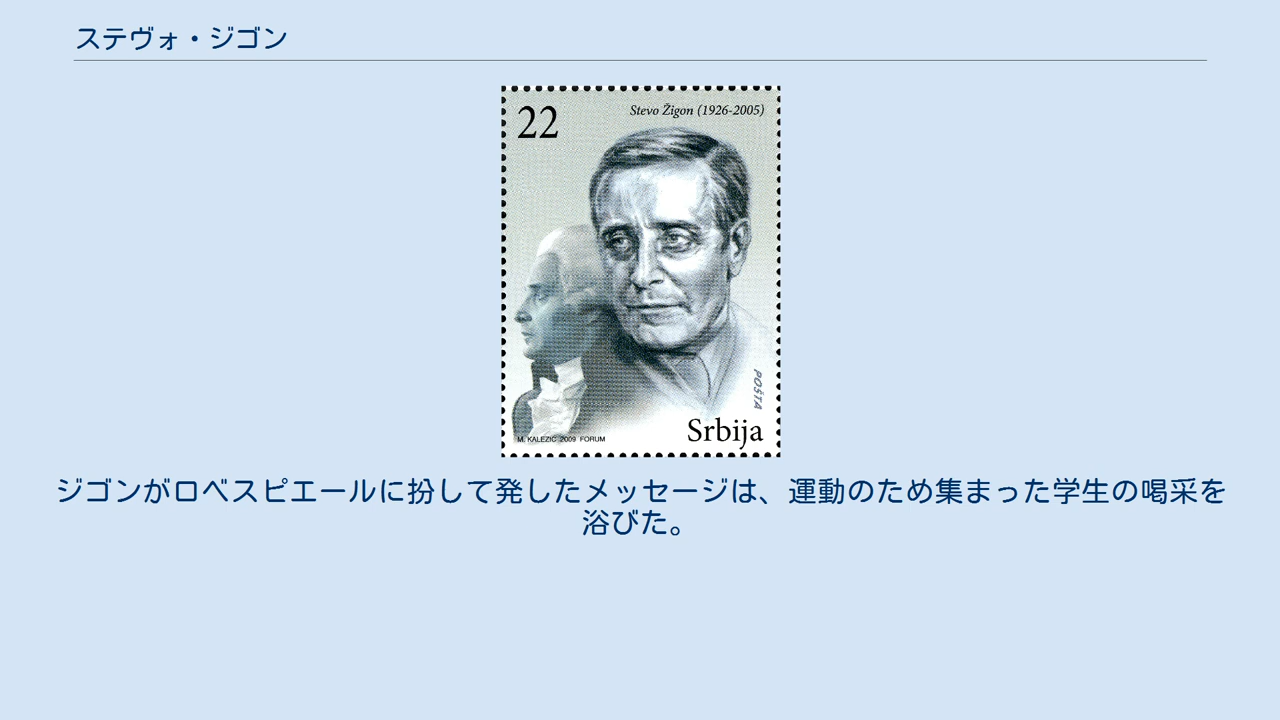 ステヴォ・ジゴン
22
Stevo Žigon (1926-2005)
POŠTA
Srbija
M. KALEZIĆ 2009 FORUM
ジゴンがロベスピエールに扮して発したメッセージは、運動のため集まった学生の喝采を
浴びた。